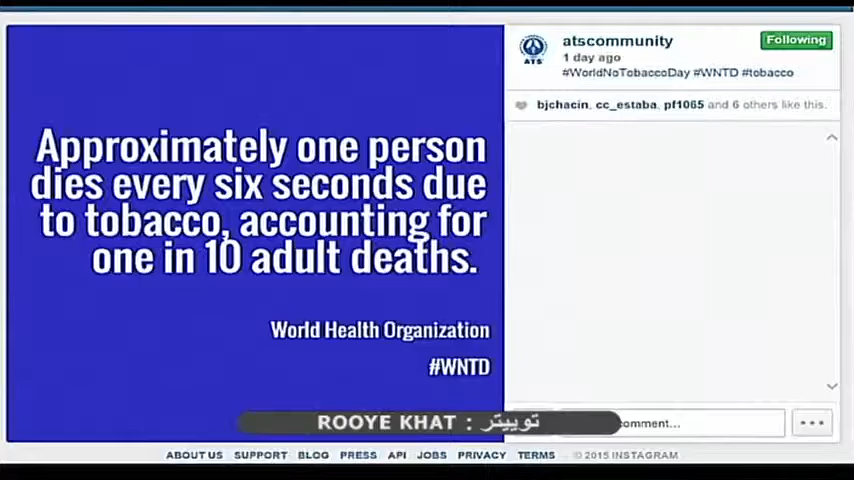 Approximately one person
dies every six seconds due
to tobacco, accounting for
one in 10 adult deaths.
World Health Organization
#WNTD
ATS
atscommunity
Following
1 day ago
#WorldNoTobaccoDay #WNTD #tobacco
bjchacin, cc_estaba, pf1065 and 6 others like this.
comment...
ROOYE KHAT : توییتر
ABOUT US SUPPORT BLOG PRESS API JOBS PRIVACY TERMS © 2015 INSTAGRAM